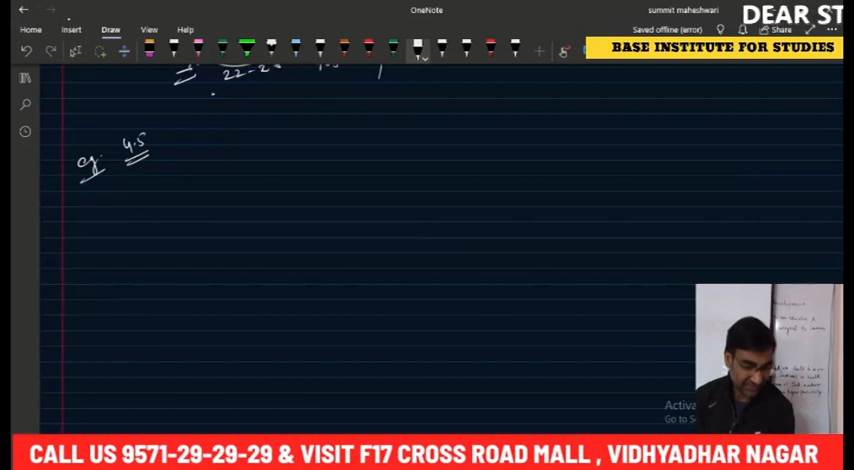 OneNote
summit maheshwari
DEAR ST
Home Insert Draw View Help
Saved offline (error)
Share
BASE INSTITUTE FOR STUDIES
eg. 4.5
Activa
Go to S
CALL US 9571-29-29-29 & VISIT F17 CROSS ROAD MALL , VIDHYADHAR NAGAR